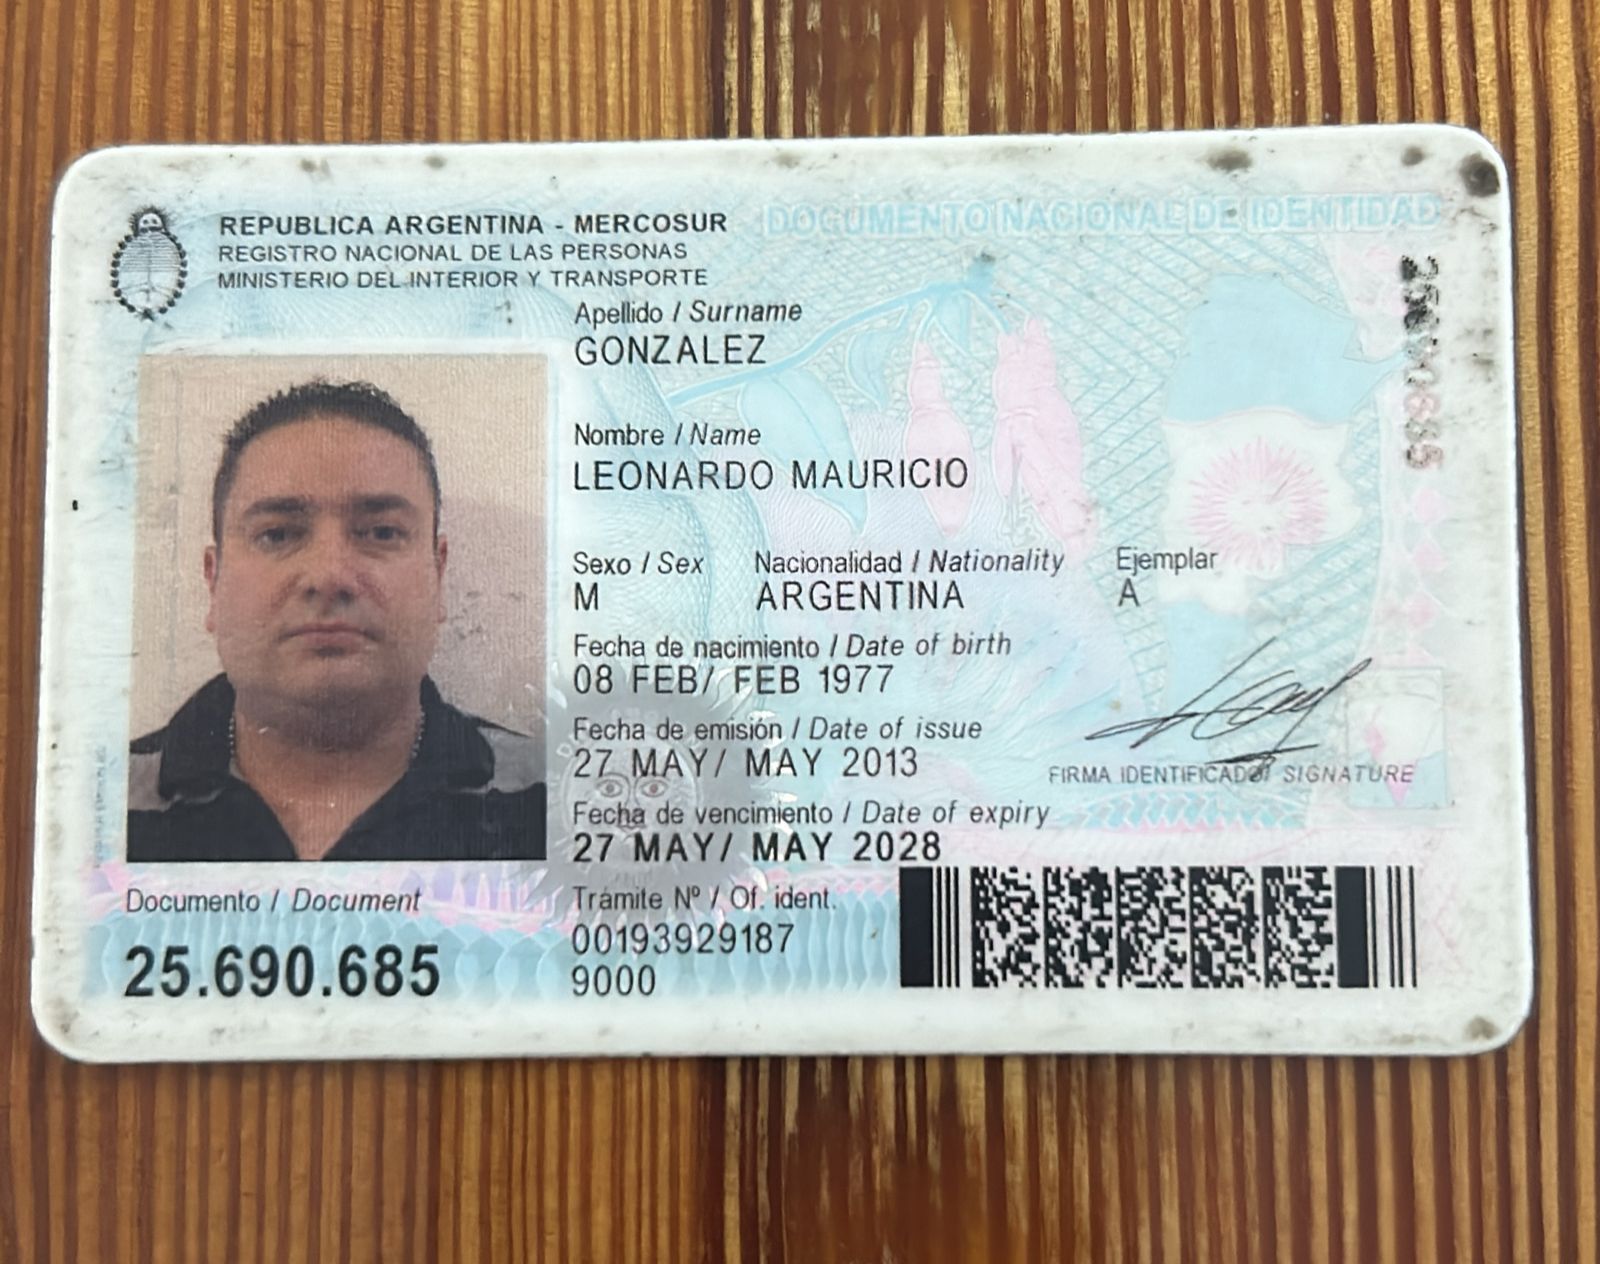 REPUBLICA ARGENTINA - MERCOSUR
REGISTRO NACIONAL DE LAS PERSONAS
MINISTERIO DEL INTERIOR Y TRANSPORTE
DOCUMENTO NACIONAL DE IDENTIDAD
Apellido / Surname
GONZALEZ
Nombre / Name
LEONARDO MAURICIO
Sexo / Sex Nacionalidad / Nationality Ejemplar
M ARGENTINA A
Fecha de nacimiento / Date of birth
08 FEB/ FEB 1977
Fecha de emisión / Date of issue
27 MAY/ MAY 2013
FIRMA IDENTIFICADO/ SIGNATURE
Fecha de vencimiento / Date of expiry
27 MAY/ MAY 2028
Documento / Document
25.690.685
Trámite Nº / Of. ident.
00193929187
9000